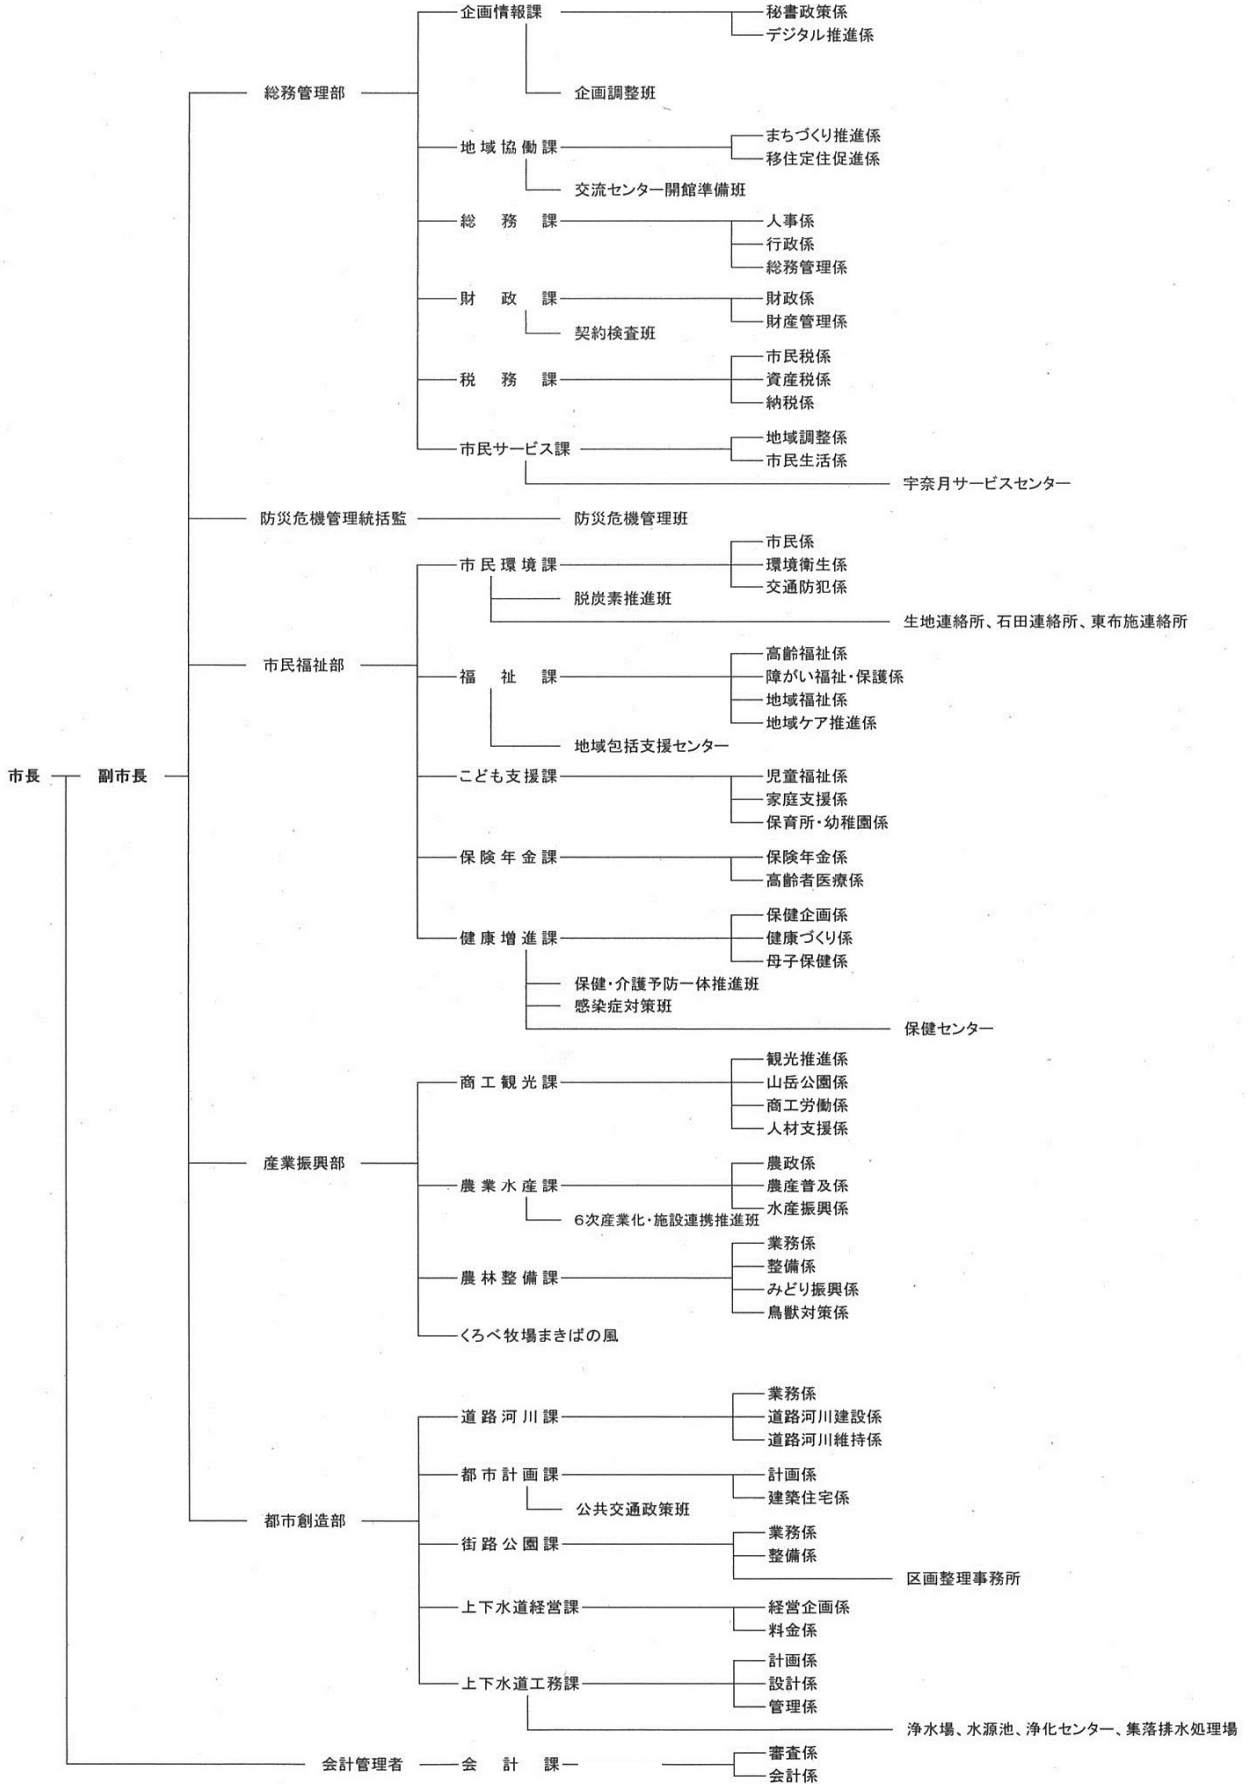 企画情報課
秘書政策係
デジタル推進係
総務管理部
企画調整班
地域協働課
まちづくり推進係
移住定住促進係
交流センター開館準備班
総務課
人事係
行政係
総務管理係
財政課
財政係
財産管理係
契約検査班
税務課
市民税係
資産税係
納税係
市民サービス課
地域調整係
市民生活係
宇奈月サービスセンター
防災危機管理統括監
防災危機管理班
市民環境課
市民係
環境衛生係
交通防犯係
脱炭素推進班
生地連絡所、石田連絡所、東布施連絡所
市民福祉部
福祉課
高齢福祉係
障がい福祉・保護係
地域福祉係
地域ケア推進係
地域包括支援センター
市長
副市長
こども支援課
児童福祉係
家庭支援係
保育所・幼稚園係
保険年金課
保険年金係
高齢者医療係
健康増進課
保健企画係
健康づくり係
母子保健係
保健・介護予防一体推進班
感染症対策班
保健センター
商工観光課
観光推進係
山岳公園係
商工労働係
人材支援係
産業振興部
農業水産課
農政係
農産普及係
水産振興係
6次産業化・施設連携推進班
農林整備課
業務係
整備係
みどり振興係
鳥獣対策係
くろべ牧場まきばの風
道路河川課
業務係
道路河川建設係
道路河川維持係
都市計画課
計画係
建築住宅係
公共交通政策班
都市創造部
街路公園課
業務係
整備係
区画整理事務所
上下水道経営課
経営企画係
料金係
上下水道工務課
計画係
設計係
管理係
浄水場、水源池、浄化センター、集落排水処理場
会計管理者
会計課
審査係
会計係